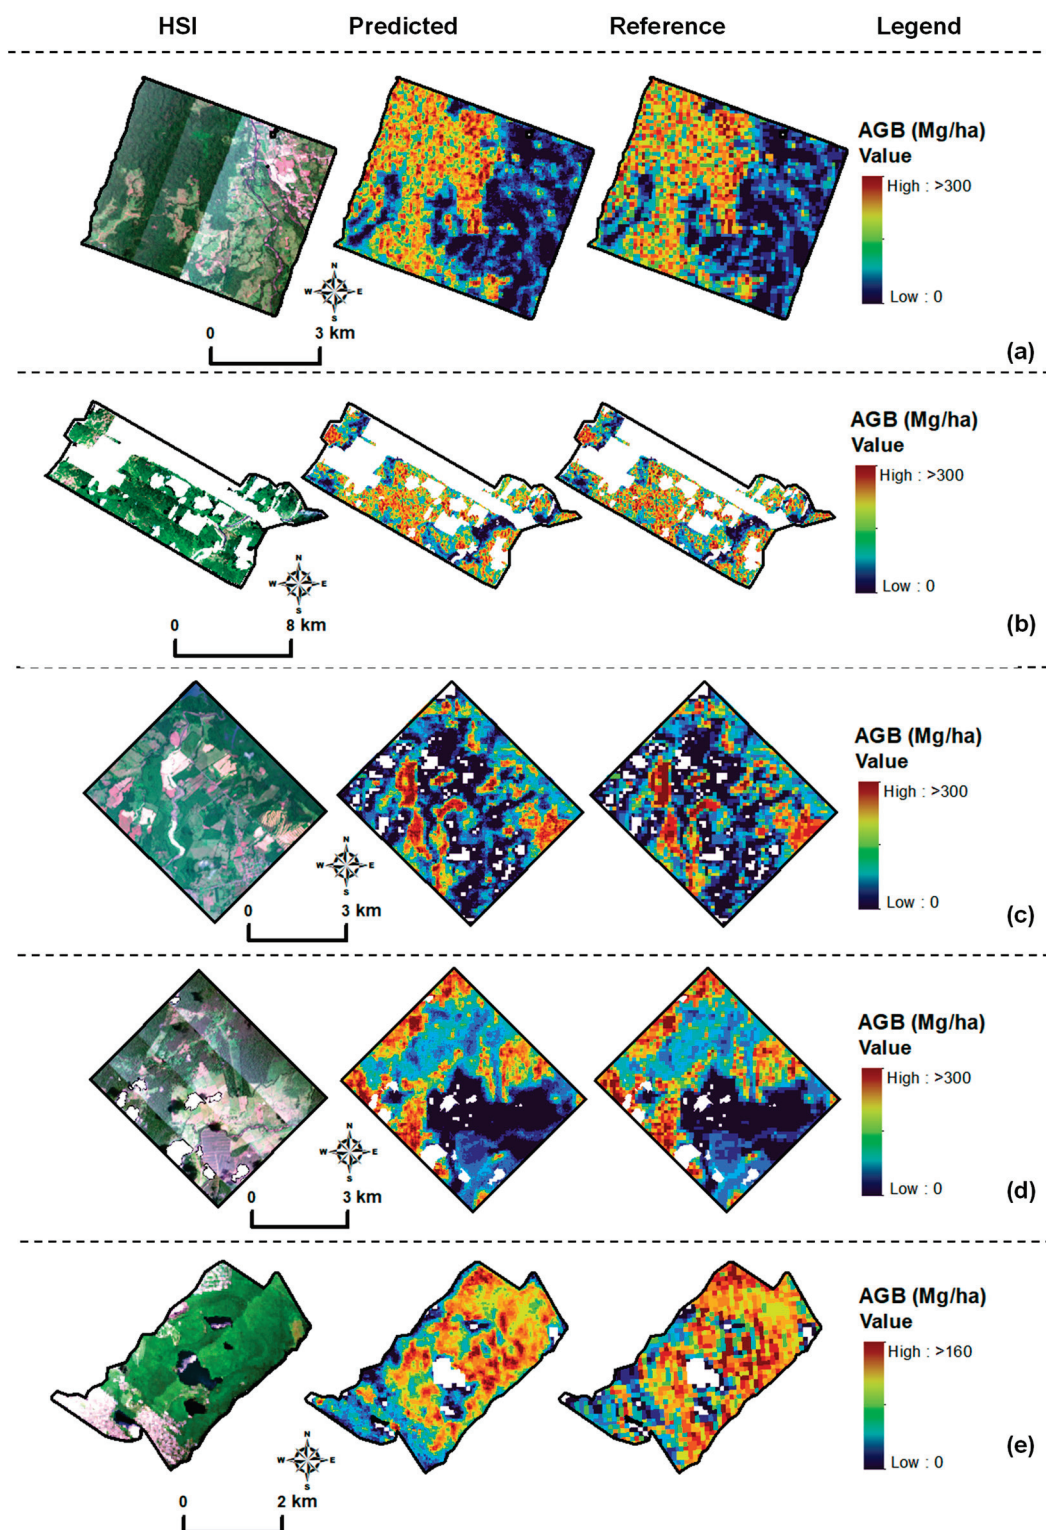 HSI Predicted Reference Legend
AGB (Mg/ha)
Value
High : >300
Low : 0
N
W E
S
0 3 km
(a)
AGB (Mg/ha)
Value
High : >300
Low : 0
N
W E
S
0 8 km
(b)
AGB (Mg/ha)
Value
High : >300
Low : 0
N
W E
S
0 3 km
(c)
AGB (Mg/ha)
Value
High : >300
Low : 0
N
W E
S
0 3 km
(d)
AGB (Mg/ha)
Value
High : >160
Low : 0
N
W E
S
0 2 km
(e)